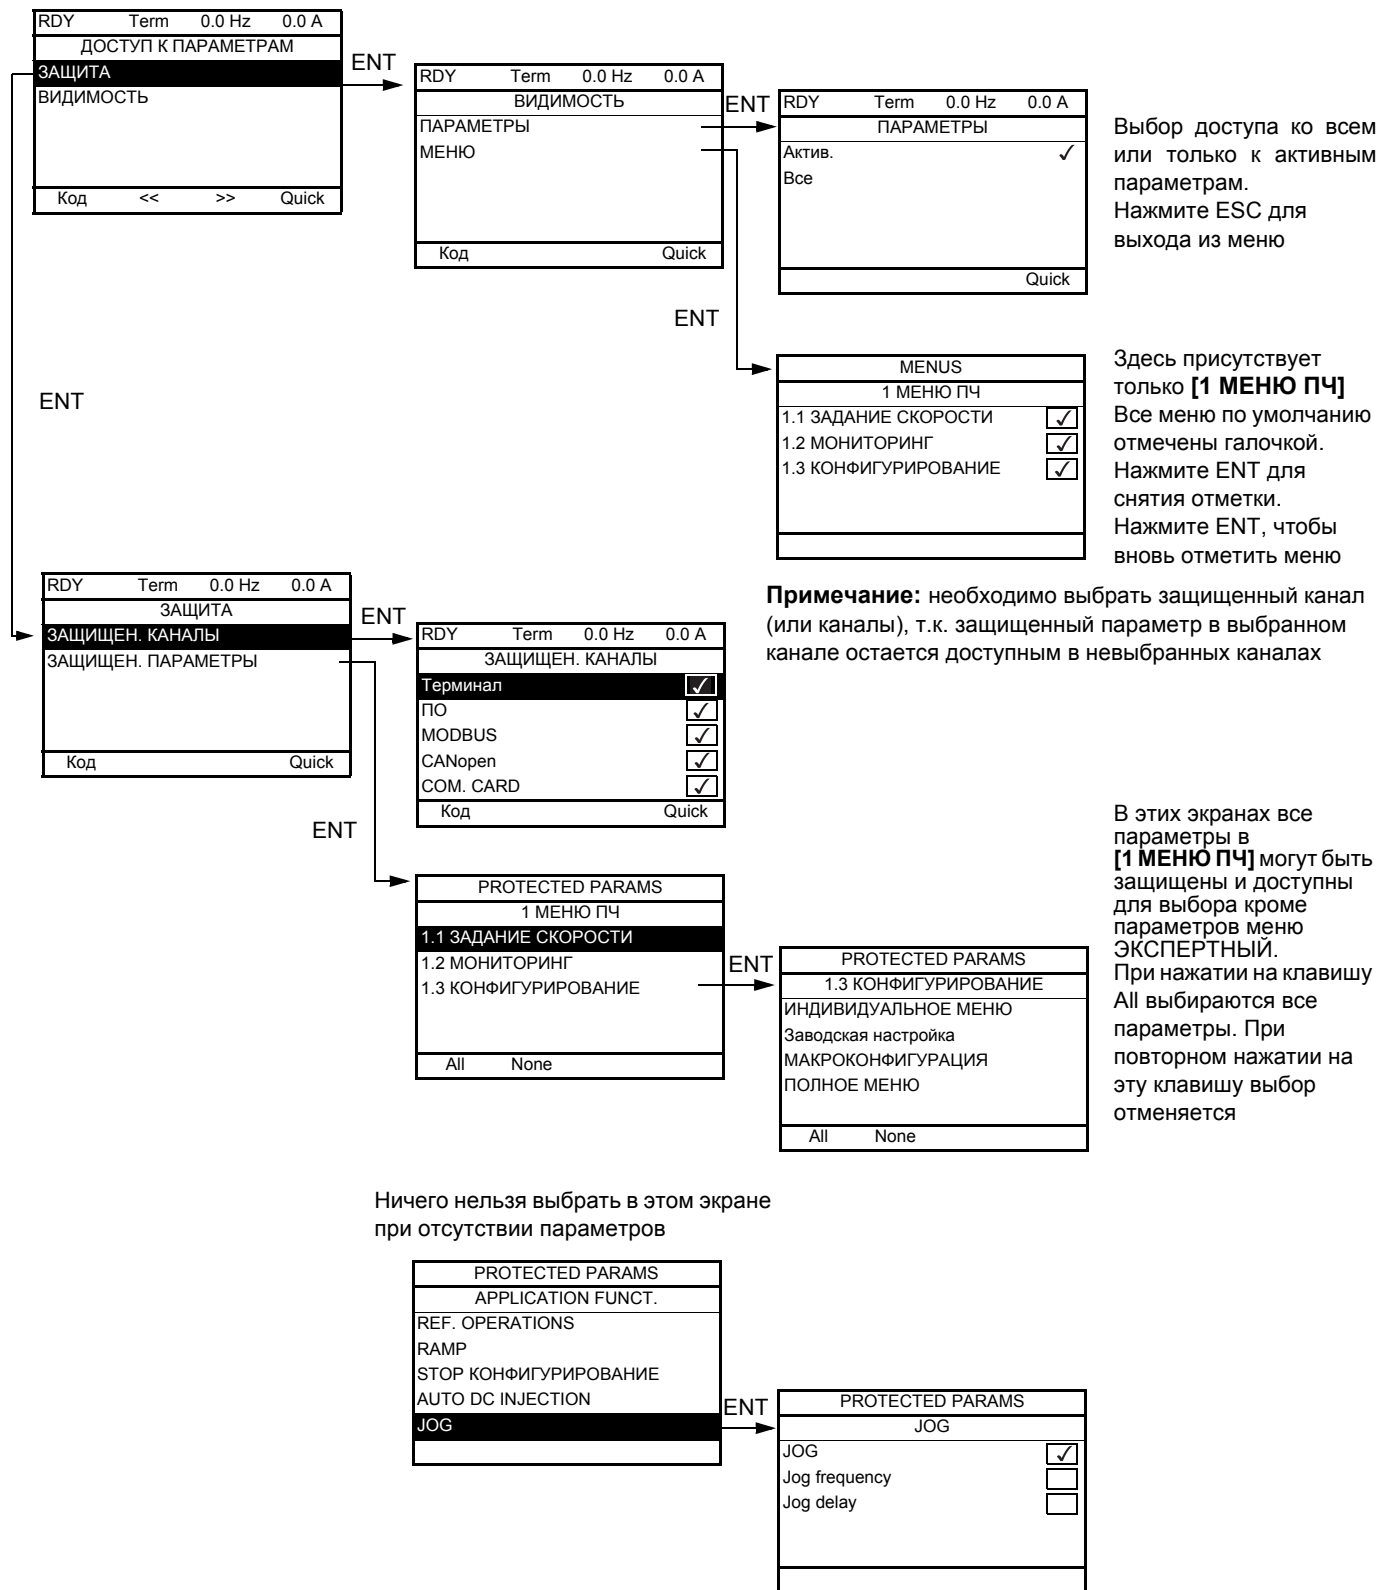 RDY Term 0.0 Hz 0.0 A
ДОСТУП К ПАРАМЕТРАМ
ЗАЩИТА
ВИДИМОСТЬ
Код << >> Quick
ENT
RDY Term 0.0 Hz 0.0 A
ВИДИМОСТЬ
ПАРАМЕТРЫ
МЕНЮ
Код Quick
ENT
RDY Term 0.0 Hz 0.0 A
ПАРАМЕТРЫ
Актив. ✓
Все
Quick
Выбор доступа ко всем
или только к активным
параметрам.
Нажмите ESC для
выхода из меню
ENT
MENUS
1 МЕНЮ ПЧ
1.1 ЗАДАНИЕ СКОРОСТИ ✓
1.2 МОНИТОРИНГ ✓
1.3 КОНФИГУРИРОВАНИЕ ✓
Здесь присутствует
только [1 МЕНЮ ПЧ]
Все меню по умолчанию
отмечены галочкой.
Нажмите ENT для
снятия отметки.
Нажмите ENT, чтобы
вновь отметить меню
ENT
RDY Term 0.0 Hz 0.0 A
ЗАЩИТА
ЗАЩИЩЕН. КАНАЛЫ
ЗАЩИЩЕН. ПАРАМЕТРЫ
Код Quick
ENT
RDY Term 0.0 Hz 0.0 A
ЗАЩИЩЕН. КАНАЛЫ
Терминал ✓
ПО ✓
MODBUS ✓
CANopen ✓
COM. CARD ✓
Код Quick
Примечание: необходимо выбрать защищенный канал
(или каналы), т.к. защищенный параметр в выбранном
канале остается доступным в невыбранных каналах
ENT
PROTECTED PARAMS
1 МЕНЮ ПЧ
1.1 ЗАДАНИЕ СКОРОСТИ
1.2 МОНИТОРИНГ
1.3 КОНФИГУРИРОВАНИЕ
All None
ENT
PROTECTED PARAMS
1.3 КОНФИГУРИРОВАНИЕ
ИНДИВИДУАЛЬНОЕ МЕНЮ
Заводская настройка
МАКРОКОНФИГУРАЦИЯ
ПОЛНОЕ МЕНЮ
All None
В этих экранах все
параметры в
[1 МЕНЮ ПЧ] могут быть
защищены и доступны
для выбора кроме
параметров меню
ЭКСПЕРТНЫЙ.
При нажатии на клавишу
All выбираются все
параметры. При
повторном нажатии на
эту клавишу выбор
отменяется
Ничего нельзя выбрать в этом экране
при отсутствии параметров
PROTECTED PARAMS
APPLICATION FUNCT.
REF. OPERATIONS
RAMP
STOP КОНФИГУРИРОВАНИЕ
AUTO DC INJECTION
JOG
ENT
PROTECTED PARAMS
JOG
JOG ✓
Jog frequency
Jog delay